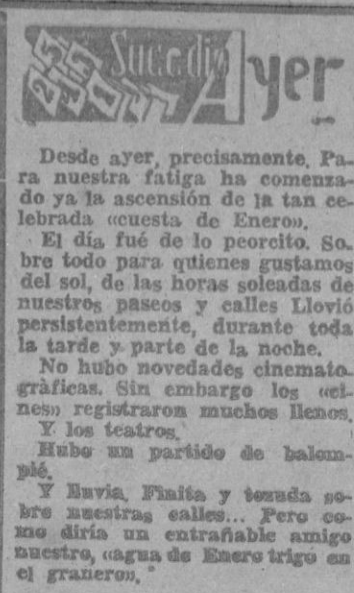 Sucedió Ayer
Desde ayer, precisamente, Pa-
ra nuestra fatiga ha comenza-
do ya la ascensión de la tan ce-
lebrada «cuesta de Enero».
El día fué de lo peorcito. So-
bre todo para quienes gustamos
del sol, de las horas soleadas de
nuestros paseos y calles Llovió
persistentemente, durante toda
la tarde y parte de la noche.
No hubo novedades cinemato
gràficas. Sin embargo los «ci-
nes» registraron muchos llenos.
Y los teatros.
Hubo un partido de balom-
pié.
Y lluvia. Finita y tozuda so-
bre nuestras calles... Pero co-
mo diría un entrañable amigo
nuestro, «agua de Enero trigo en
el granero».